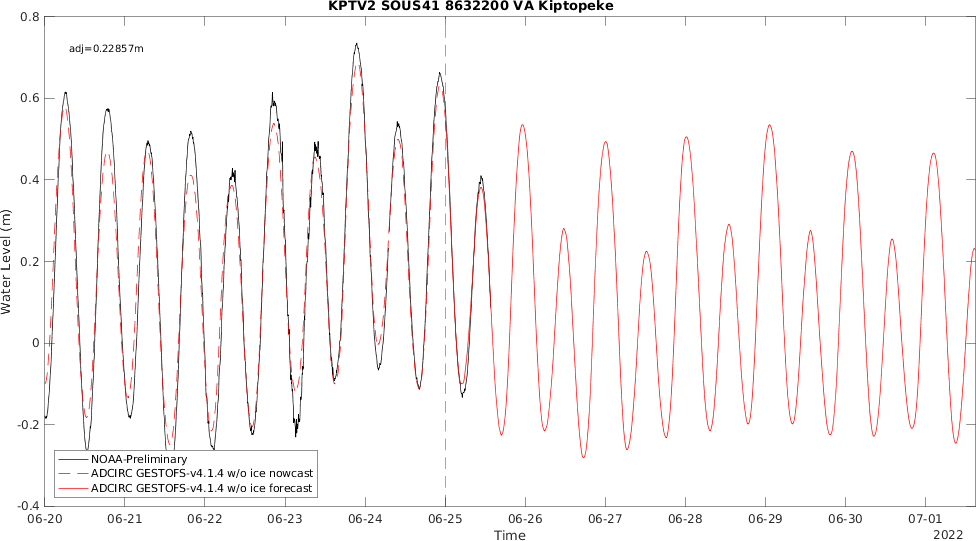 KPTV2 SOUS41 8632200 VA Kiptopeke
adj=0.22857m
0.8
0.6
0.4
0.2
0
-0.2
-0.4
Water Level (m)
NOAA-Preliminary
ADCIRC GESTOFS-v4.1.4 w/o ice nowcast
ADCIRC GESTOFS-v4.1.4 w/o ice forecast
06-20 06-21 06-22 06-23 06-24 06-25 06-26 06-27 06-28 06-29 06-30 07-01
Time
2022